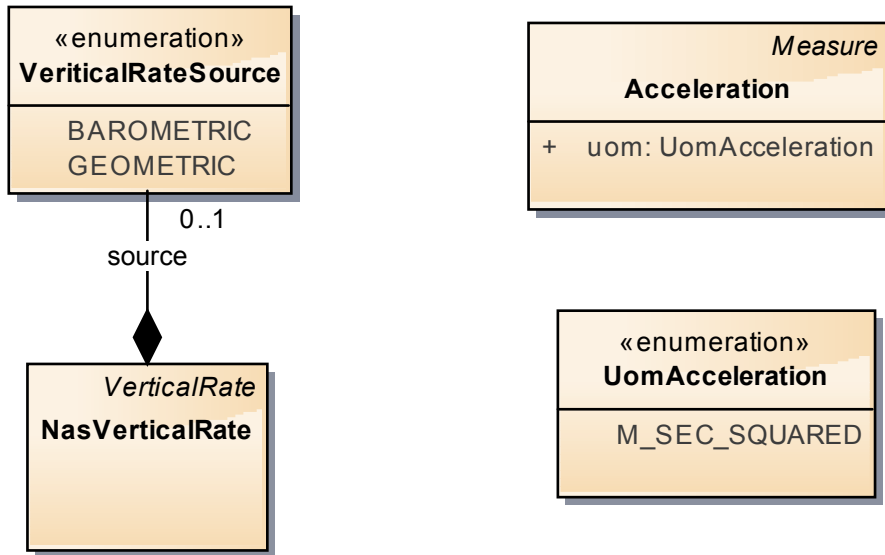 «enumeration»
VeriticalRateSource
BAROMETRIC
GEOMETRIC
0..1
source
VerticalRate
NasVerticalRate
Measure
Acceleration
+ uom: UomAcceleration
«enumeration»
UomAcceleration
M_SEC_SQUARED